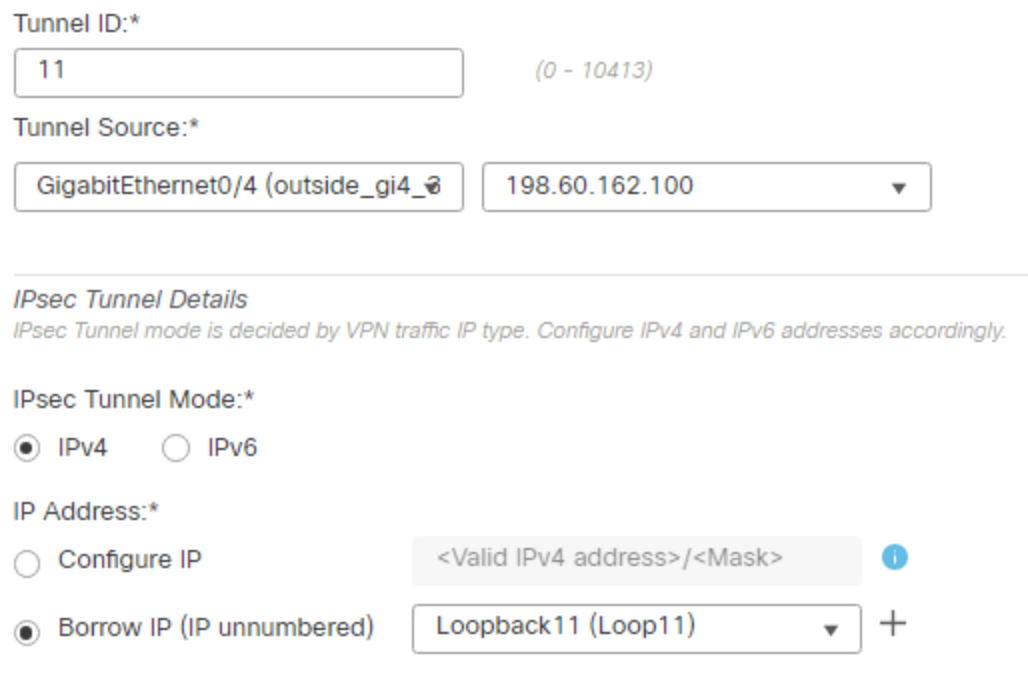 Tunnel ID:*
11 (0 - 10413)
Tunnel Source:*
GigabitEthernet0/4 (outside_gi4_3 198.60.162.100
IPsec Tunnel Details
IPsec Tunnel mode is decided by VPN traffic IP type. Configure IPv4 and IPv6 addresses accordingly.
IPsec Tunnel Mode:*
IPv4 IPv6
IP Address:*
Configure IP <Valid IPv4 address>/<Mask>
Borrow IP (IP unnumbered) Loopback11 (Loop11)